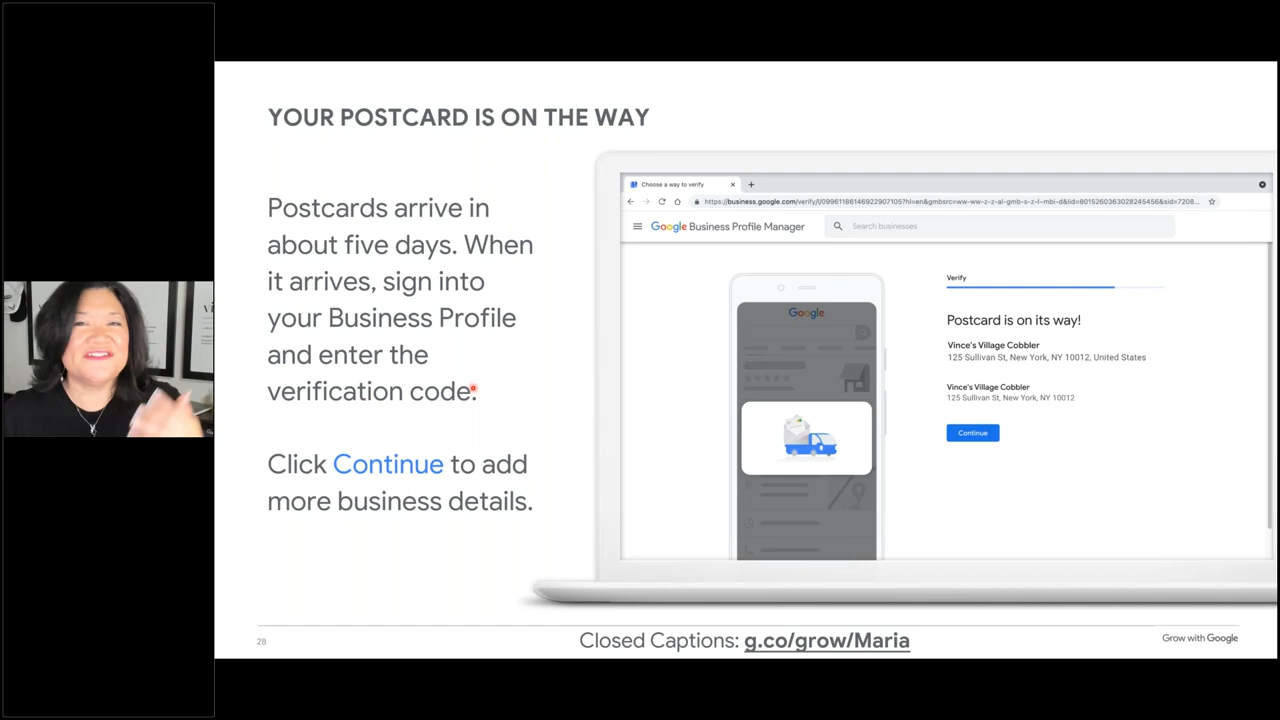 YOUR POSTCARD IS ON THE WAY
Postcards arrive in
about five days. When
it arrives, sign into
your Business Profile
and enter the
verification code.
Click Continue to add
more business details.
Choose a way to verify
Google Business Profile Manager
Search businesses
Google
Verify
Postcard is on its way!
Vince's Village Cobbler
125 Sullivan St, New York, NY 10012, United States
Vince's Village Cobbler
125 Sullivan St, New York, NY 10012
Continue
28
Closed Captions: g.co/grow/Maria
Grow with Google